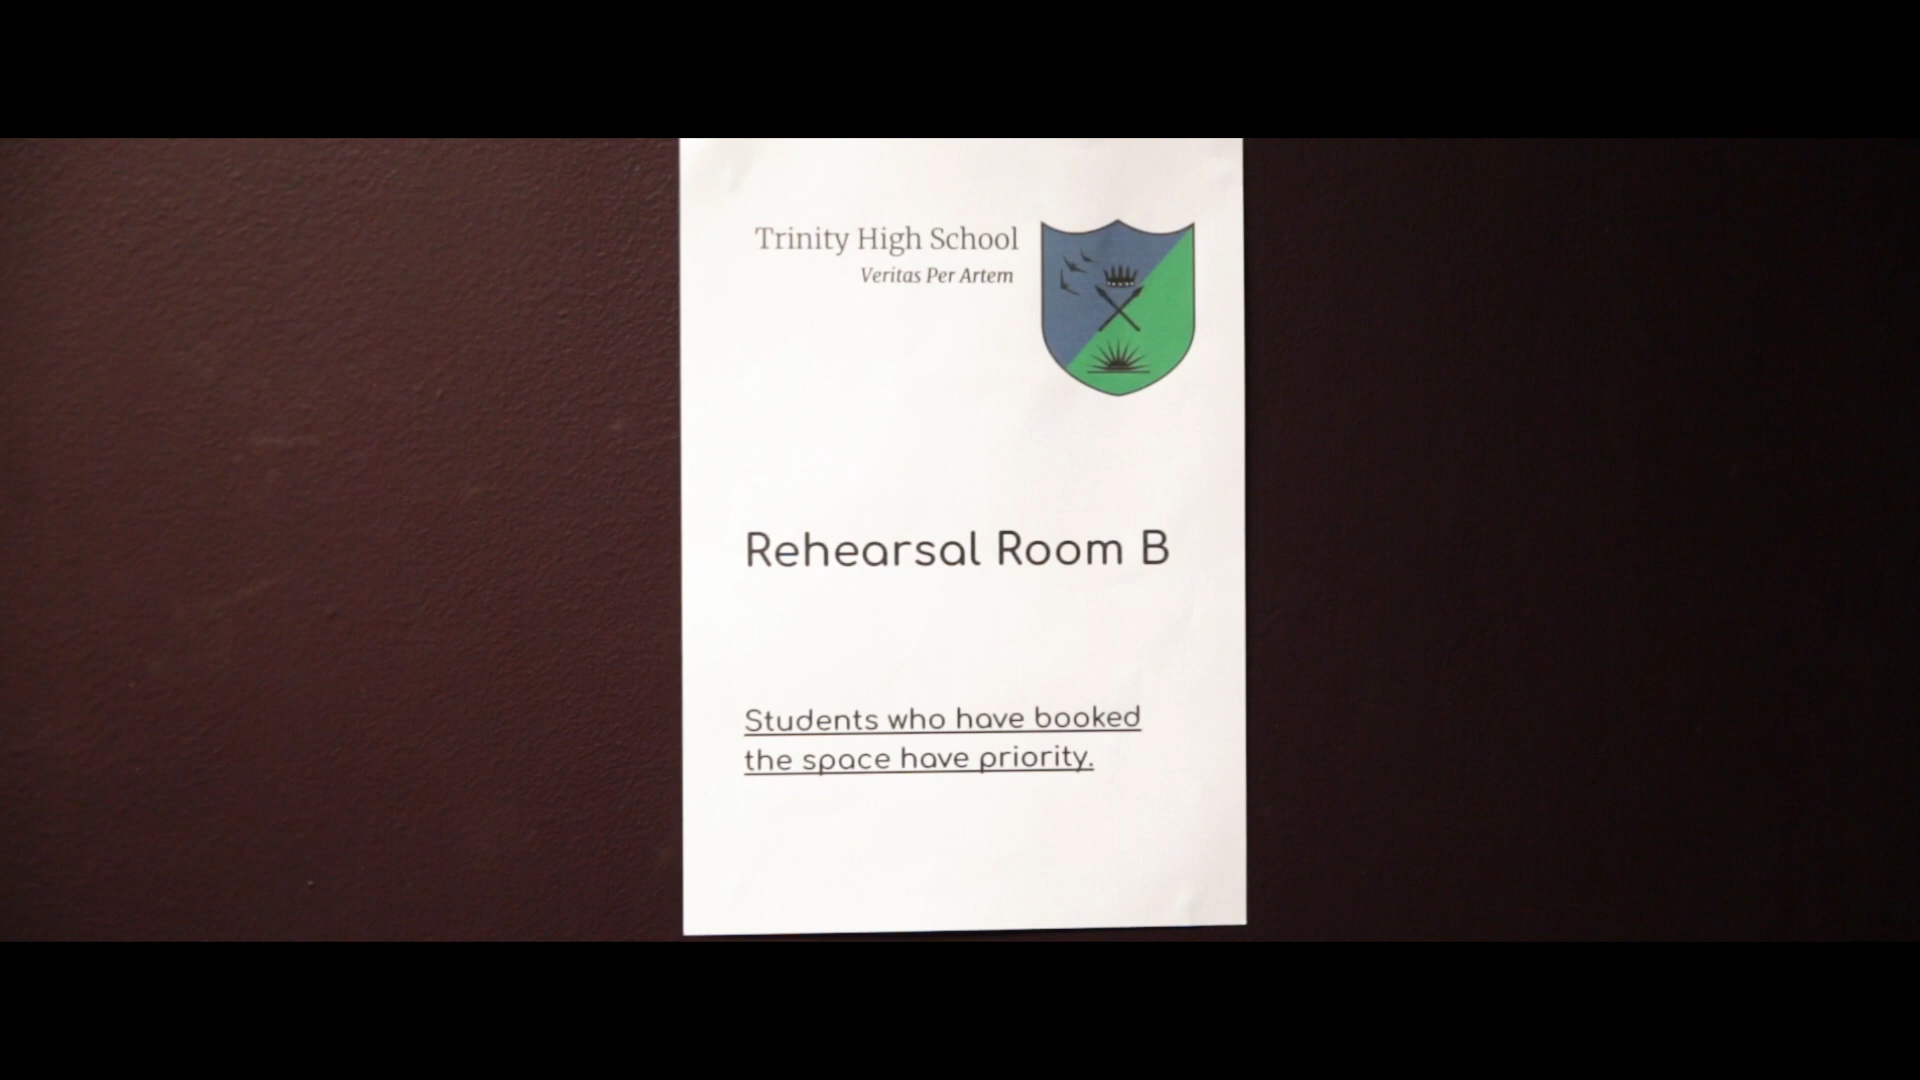 Trinity High School
Veritas Per Artem
Rehearsal Room B
Students who have booked
the space have priority.